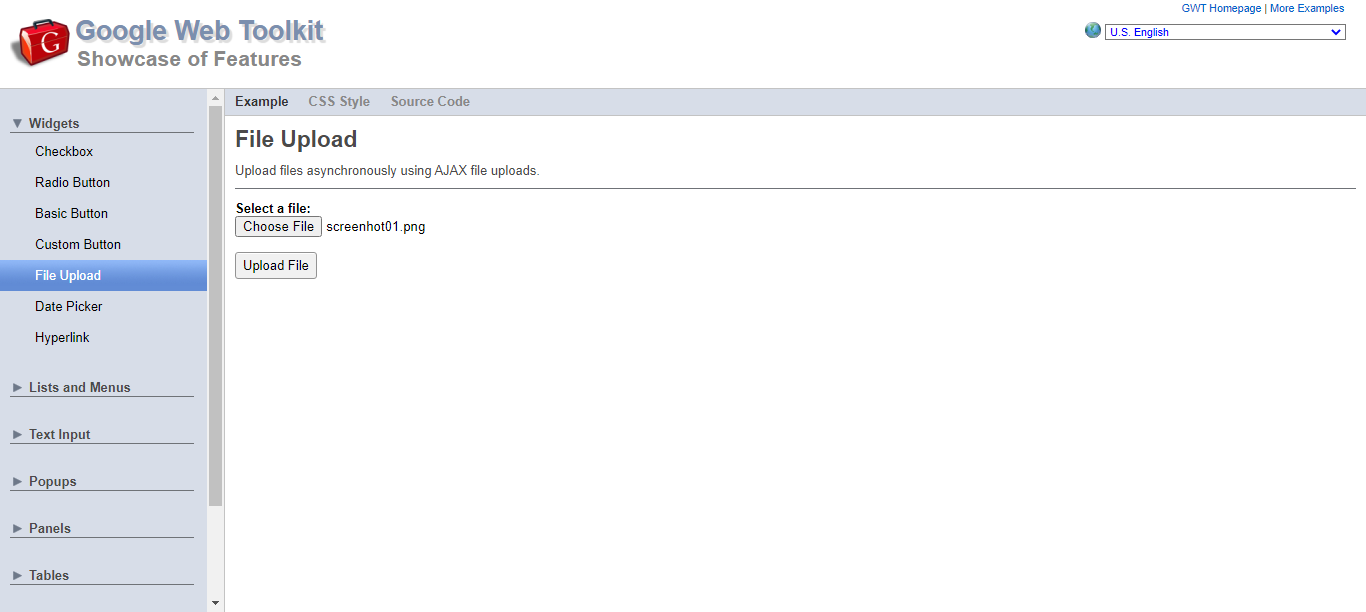 GWT Homepage | More Examples
Google Web Toolkit
Showcase of Features
U.S. English
G
Example CSS Style Source Code
Widgets
Checkbox
Radio Button
Basic Button
Custom Button
File Upload
Date Picker
Hyperlink
Lists and Menus
Text Input
Popups
Panels
Tables
File Upload
Upload files asynchronously using AJAX file uploads.
Select a file:
Choose File screenhot01.png
Upload File